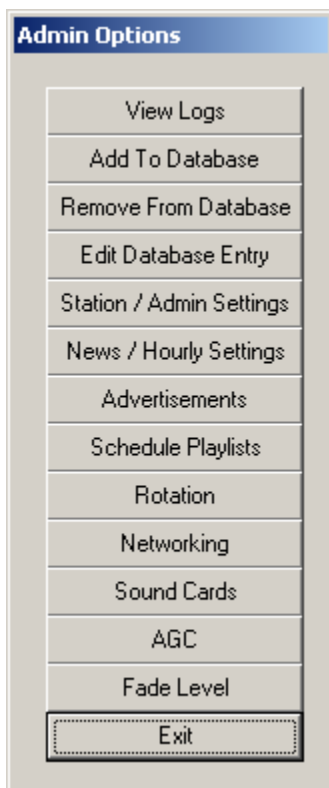 Admin Options
View Logs
Add To Database
Remove From Database
Edit Database Entry
Station / Admin Settings
News / Hourly Settings
Advertisements
Schedule Playlists
Rotation
Networking
Sound Cards
AGC
Fade Level
Exit